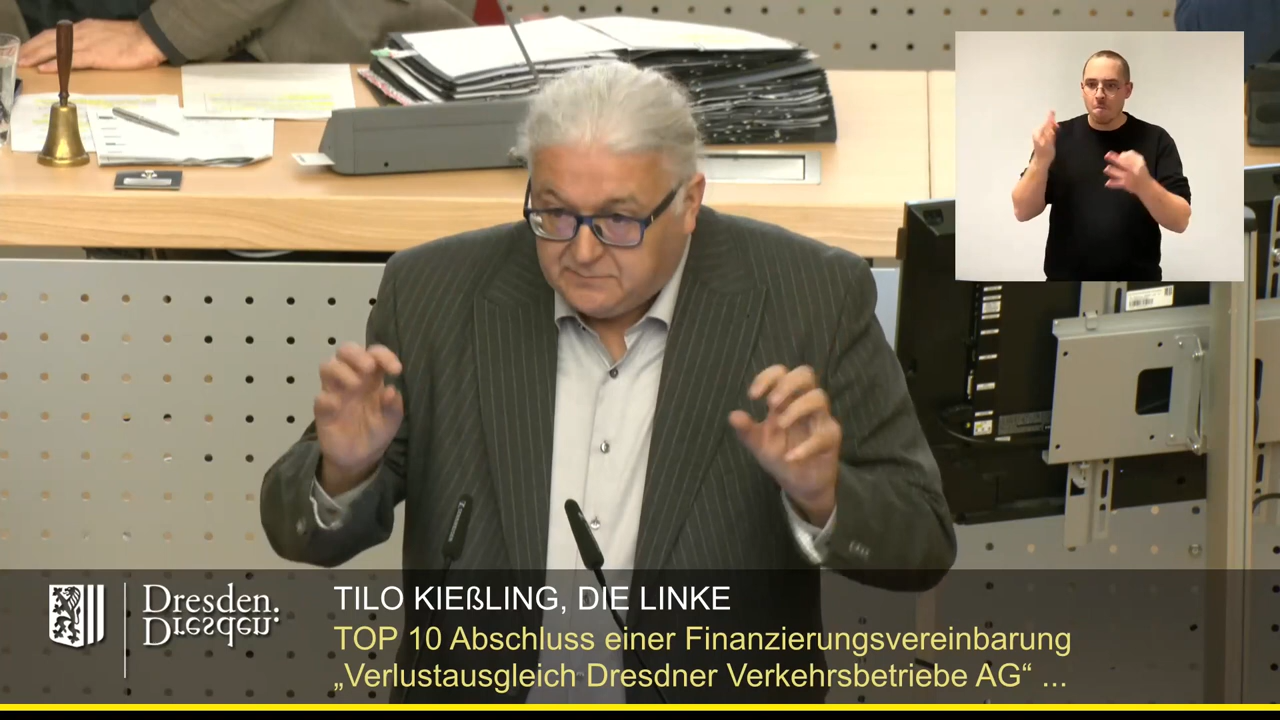 Dresden.
Dresden.
TILO KIEßLING, DIE LINKE
TOP 10 Abschluss einer Finanzierungsvereinbarung
„Verlustausgleich Dresdner Verkehrsbetriebe AG“ ...